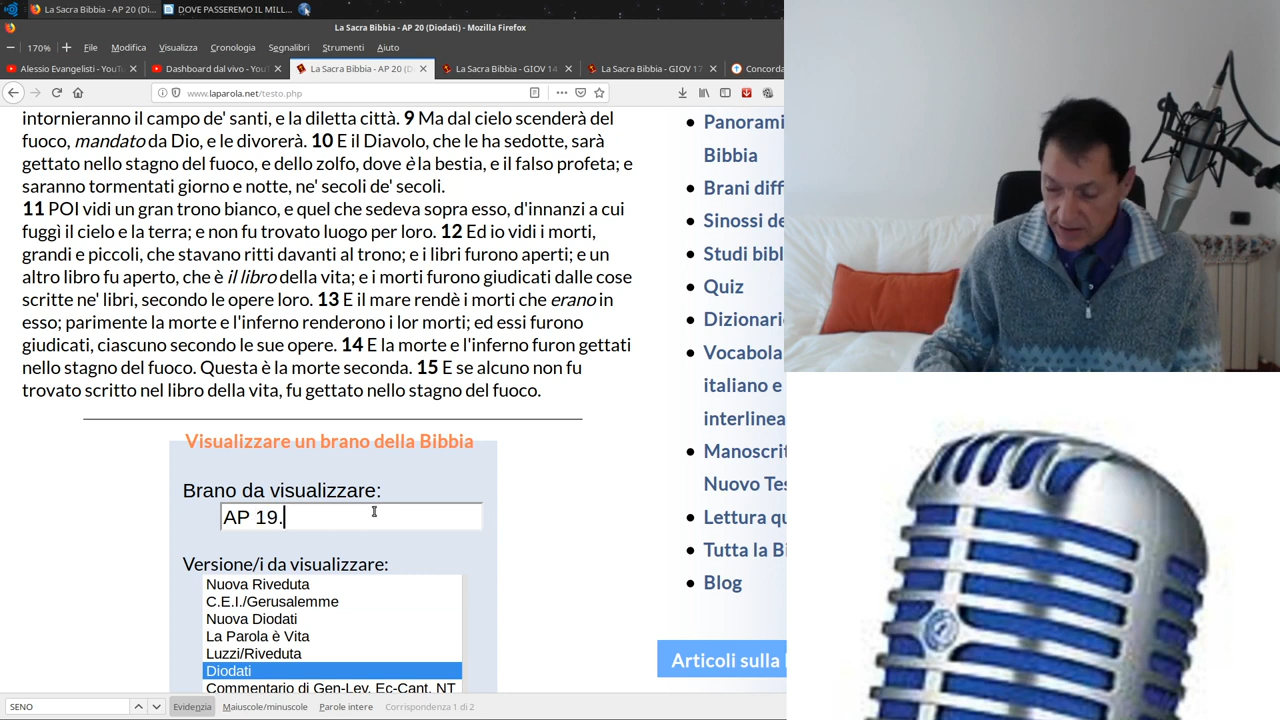 La Sacra Bibbia - AP 20 (Di...
DOVE PASSEREMO IL MILL...
La Sacra Bibbia - AP 20 (Diodati) - Mozilla Firefox
170%
File Modifica Visualizza Cronologia Segnalibri Strumenti Aiuto
Alessio Evangelisti - YouTu
Dashboard dal vivo - YouT
La Sacra Bibbia - AP 20 (D
La Sacra Bibbia - GIOV 14
La Sacra Bibbia - GIOV 17
Concorda
www.laparola.net/testo.php
intornieranno il campo de' santi, e la diletta città. 9 Ma dal cielo scenderà del
fuoco, mandato da Dio, e le divorerà. 10 E il Diavolo, che le ha sedotte, sarà
gettato nello stagno del fuoco, e dello zolfo, dove è la bestia, e il falso profeta; e
saranno tormentati giorno e notte, ne' secoli de' secoli.
11 POI vidi un gran trono bianco, e quel che sedeva sopra esso, d'innanzi a cui
fuggì il cielo e la terra; e non fu trovato luogo per loro. 12 Ed io vidi i morti,
grandi e piccoli, che stavano ritti davanti al trono; e i libri furono aperti; e un
altro libro fu aperto, che è il libro della vita; e i morti furono giudicati dalle cose
scritte ne' libri, secondo le opere loro. 13 E il mare rendè i morti che erano in
esso; parimente la morte e l'inferno renderono i lor morti; ed essi furono
giudicati, ciascuno secondo le sue opere. 14 E la morte e l'inferno furon gettati
nello stagno del fuoco. Questa è la morte seconda. 15 E se alcuno non fu
trovato scritto nel libro della vita, fu gettato nello stagno del fuoco.
Visualizzare un brano della Bibbia
Brano da visualizzare:
AP 19.
Versione/i da visualizzare:
Nuova Riveduta
C.E.I./Gerusalemme
Nuova Diodati
La Parola è Vita
Luzzi/Riveduta
Diodati
Commentario di Gen-Lev, Ec-Cant, NT
Panorami
Bibbia
Brani diff
Sinossi de
Studi bibl
Quiz
Dizionari
Vocabola
italiano e
interlinea
Manoscrit
Nuovo Tes
Lettura qu
Tutta la Bi
Blog
Articoli sulla
SENO
Evidenzia Maiuscole/minuscole Parole intere Corrispondenza 1 di 2